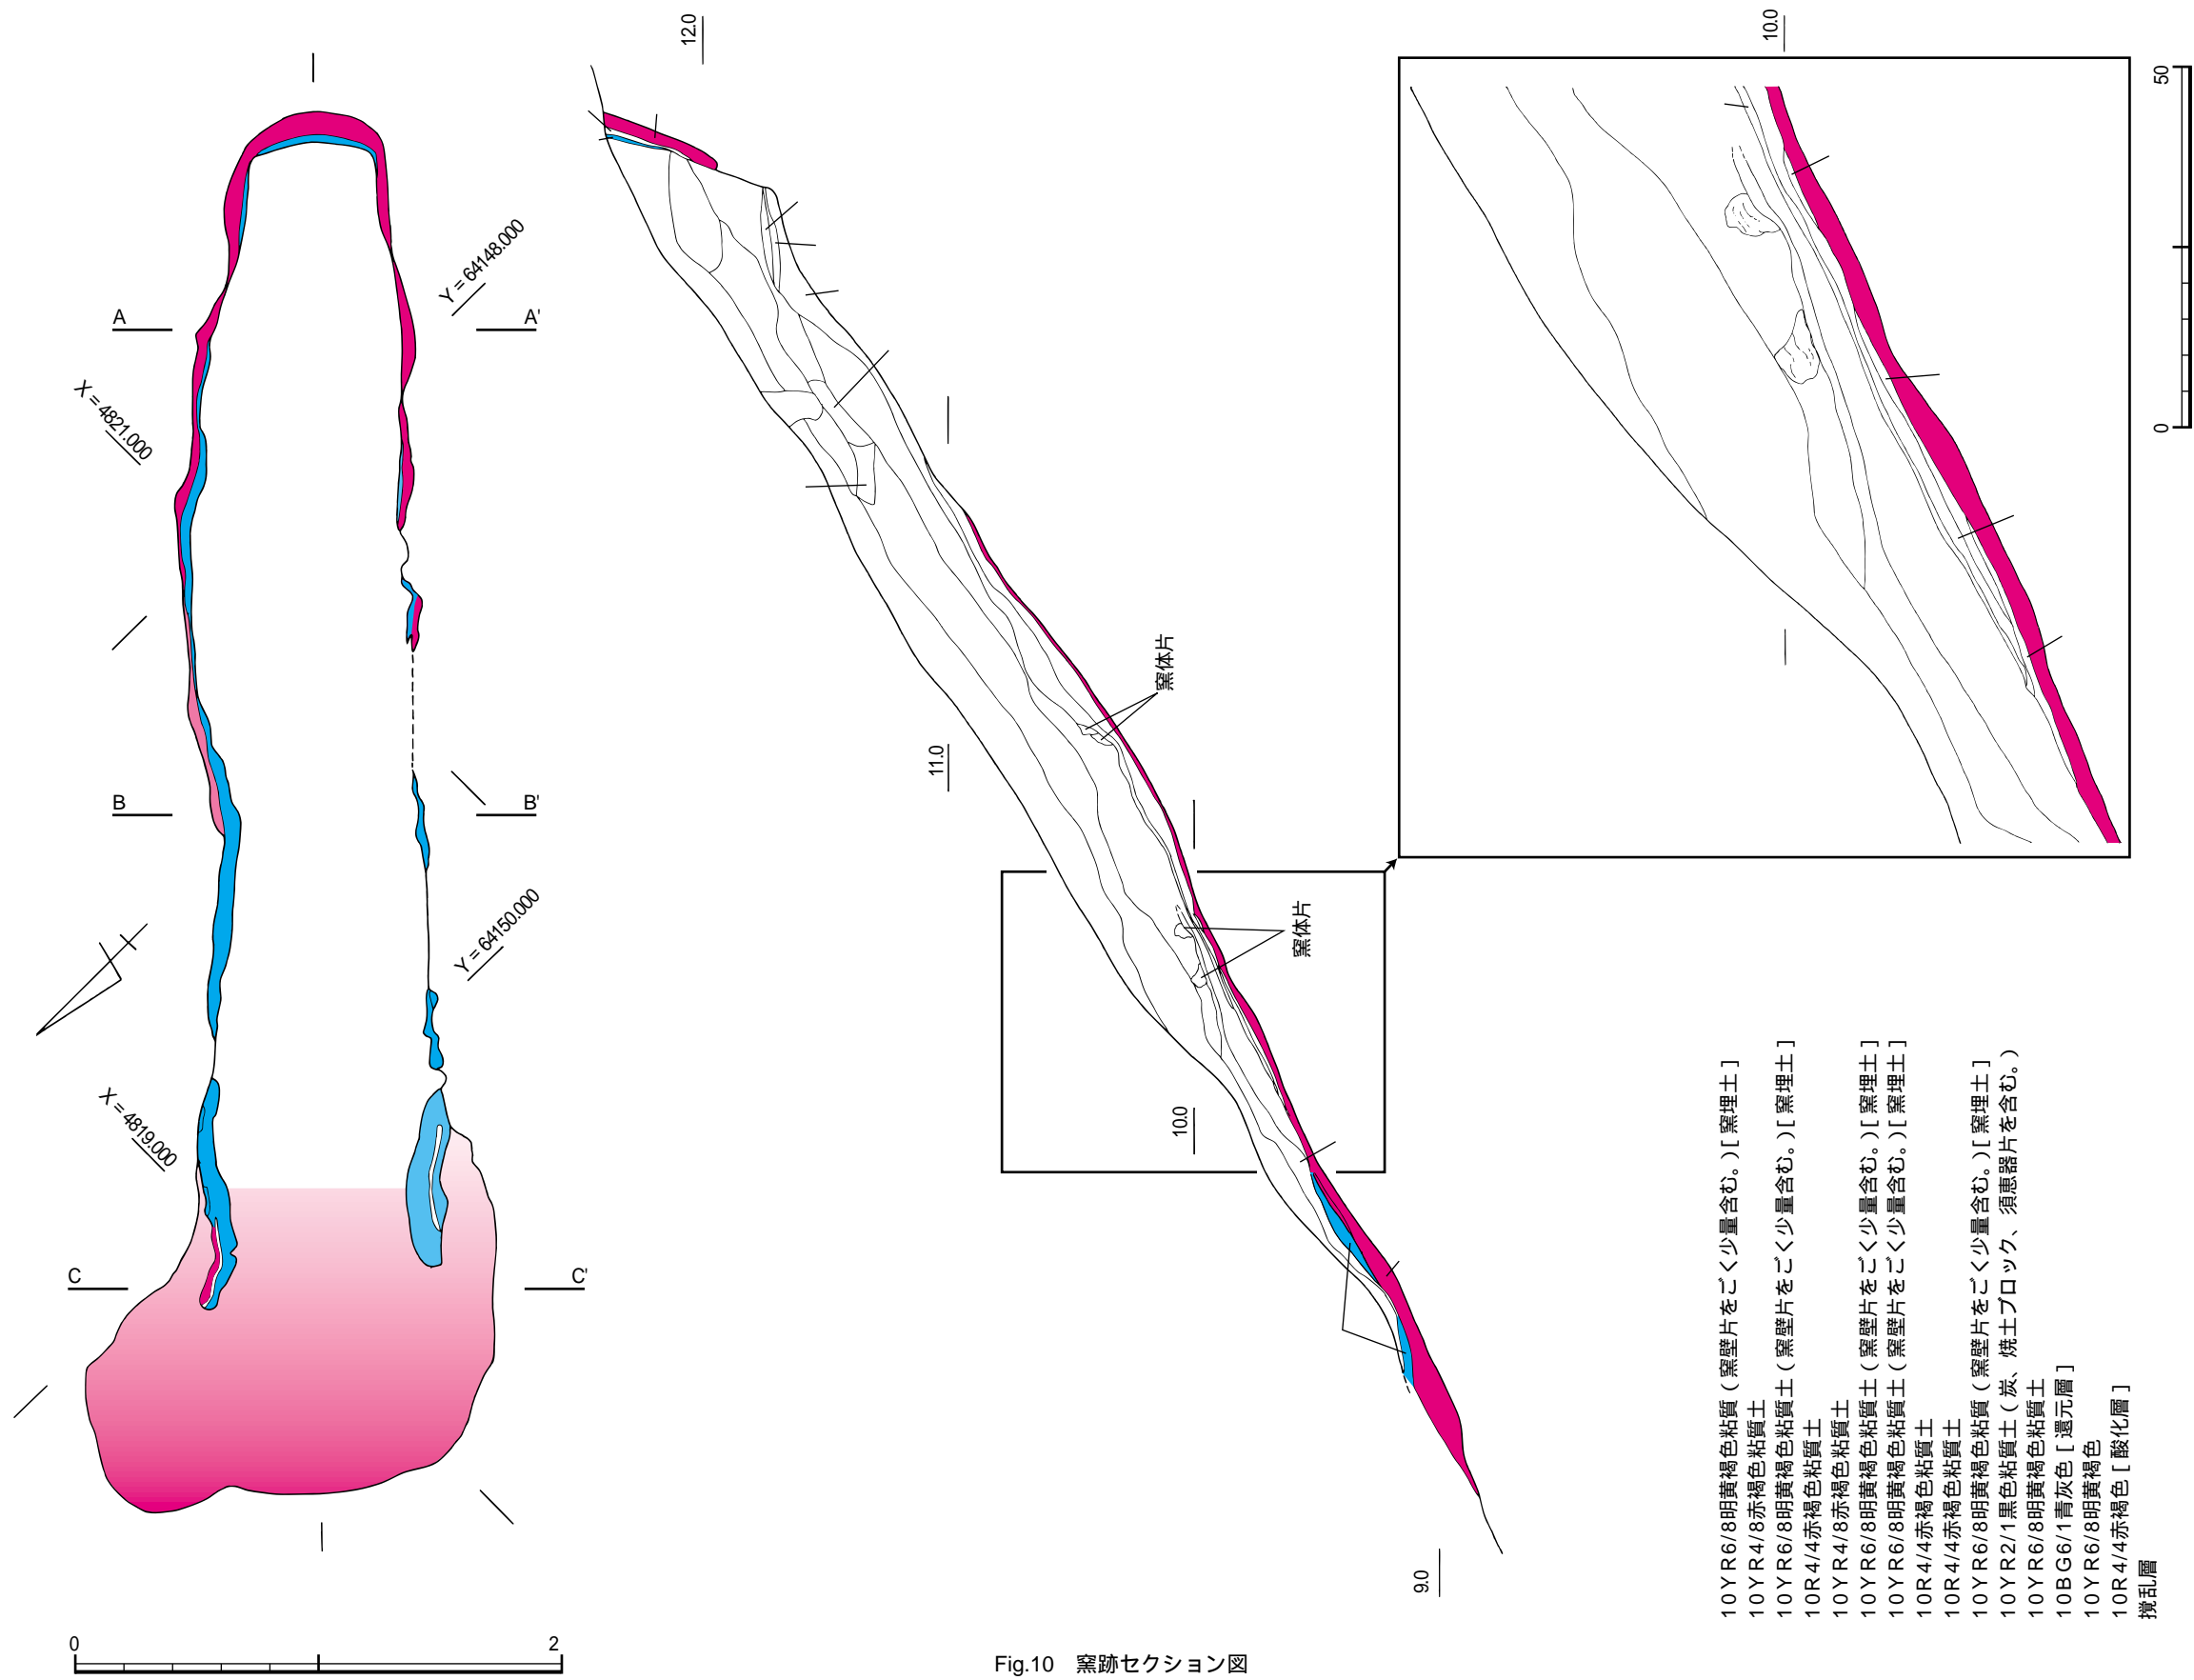 A
A'
B
B'
C
C'
X = 4821.000
Y = 64148.000
X = 4819.000
Y = 64150.000
0
2
12.0
11.0
10.0
9.0
窯体片
窯体片
10.0
50
0
10YR6/8明黄褐色粘質(窯壁片をごく少量含む。)[窯埋土]
10YR4/8赤褐色粘質土
10YR6/8明黄褐色粘質土(窯壁片をごく少量含む。)[窯埋土]
10R4/4赤褐色粘質土
10YR4/8赤褐色粘質土
10YR6/8明黄褐色粘質土(窯壁片をごく少量含む。)[窯埋土]
10YR6/8明黄褐色粘質土(窯壁片をごく少量含む。)[窯埋土]
10R4/4赤褐色粘質土
10R4/4赤褐色粘質土
10YR6/8明黄褐色粘質(窯壁片をごく少量含む。)[窯埋土]
10YR2/1黒色粘質土(炭、焼土ブロック、須恵器片を含む。)
10YR6/8明黄褐色粘質土
10BG6/1青灰色[還元層]
10YR6/8明黄褐色
10R4/4赤褐色[酸化層]
撹乱層
Fig.10 窯跡セクション図